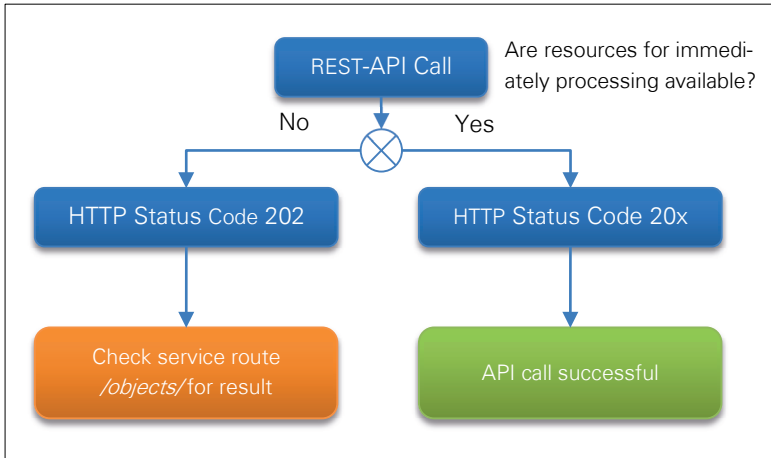 REST-API Call
Are resources for immedi-
ately processing available?
No
Yes
HTTP Status Code 202
HTTP Status Code 20x
Check service route
/objects/ for result
API call successful